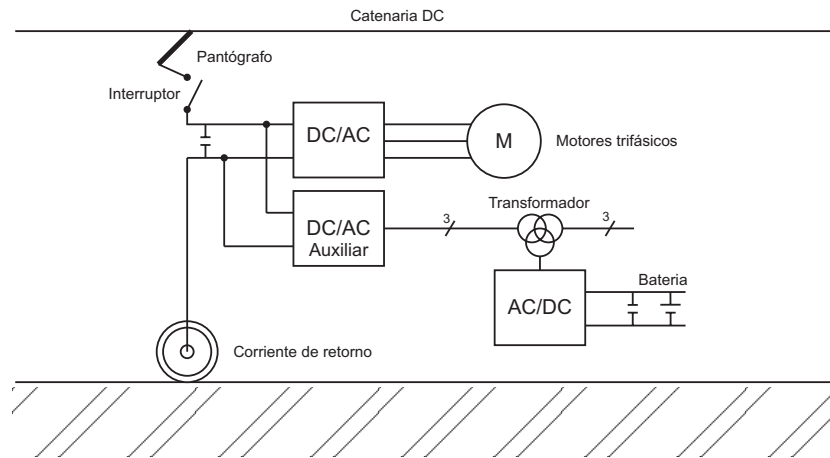 Catenaria DC
Pantógrafo
Interruptor
DC/AC
M
Motores trifásicos
DC/AC
Auxiliar
3
Transformador
3
AC/DC
Bateria
Corriente de retorno